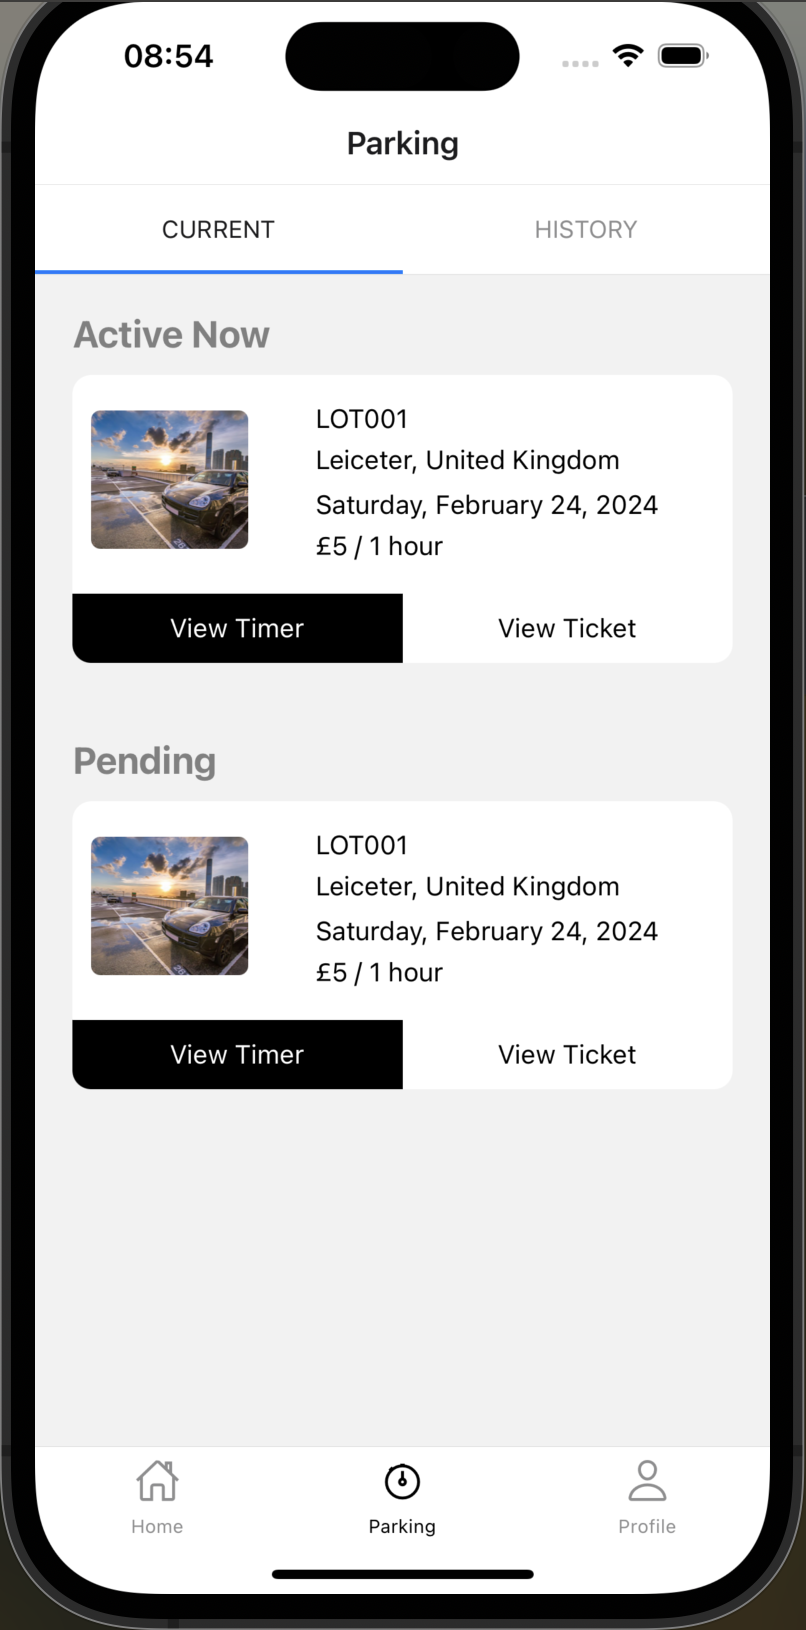 08:54
Parking
CURRENT
HISTORY
Active Now
LOT001
Leiceter, United Kingdom
Saturday, February 24, 2024
£5 / 1 hour
View Timer
View Ticket
Pending
LOT001
Leiceter, United Kingdom
Saturday, February 24, 2024
£5 / 1 hour
View Timer
View Ticket
Home
Parking
Profile